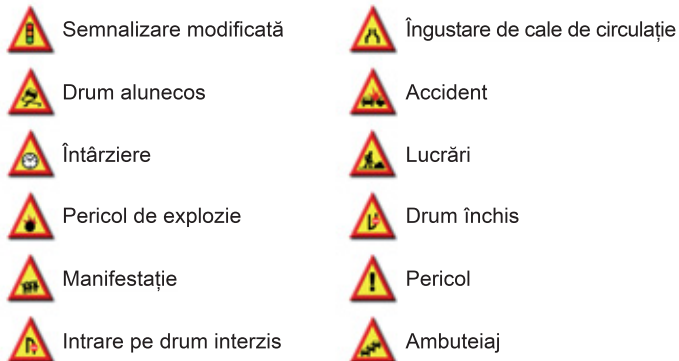 Semnalizare modificată
Îngustare de cale de circulație
Drum alunecos
Accident
Întârziere
Lucrări
Pericol de explozie
Drum închis
Manifestație
Pericol
Intrare pe drum interzis
Ambuteiaj